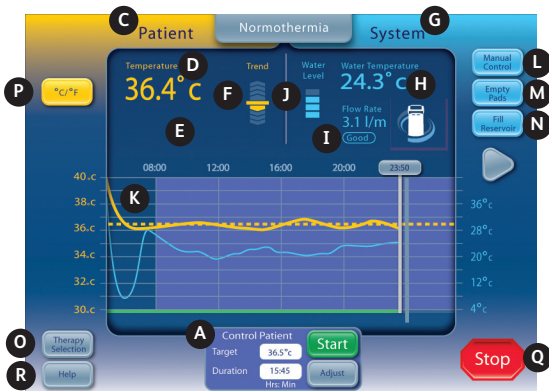 C
Patient
Normothermia
System
G
Temperature
D
36.4°c
Trend
F
J
E
Water
Level
Water Temperature
24.3°c
H
Flow Rate
3.1 l/m
Good
I
P
°C/°F
Manual
Control
L
Empty
Pads
M
Fill
Reservoir
N
08:00
12:00
16:00
20:00
23:50
K
40.c
38.c
36.c
34.c
32.c
30.c
36°c
28°c
20°c
12°c
4°c
A
Control Patient
Target
36.5°c
Start
Duration
15:45
Hrs: Min
Adjust
O
Therapy
Selection
R
Help
Stop
Q